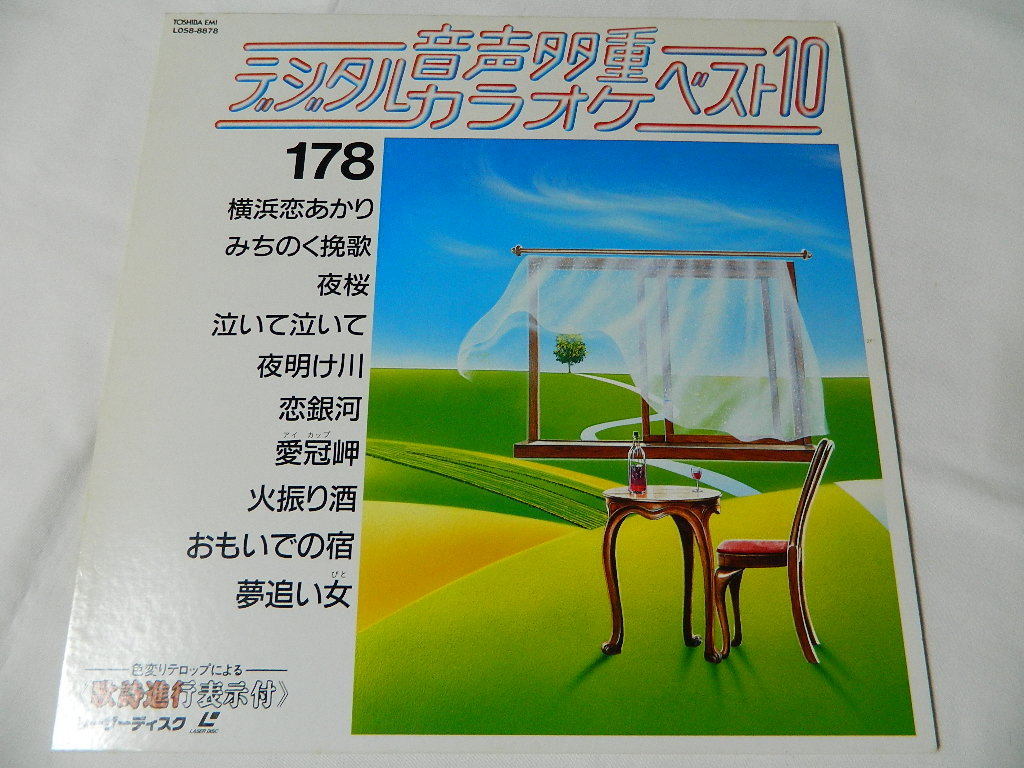 TOSHIBA EMI
L058-8878
デジタル音声多重カラオケベスト10
178
横浜恋あかり
みちのく挽歌
夜桜
泣いて泣いて
夜明け川
恋銀河
アイ カップ
愛冠岬
火振り酒
おもいでの宿
びと
夢追い女
色変りテロップによる
《歌詩進行表示付》
レーザーディスク
LASER DISC